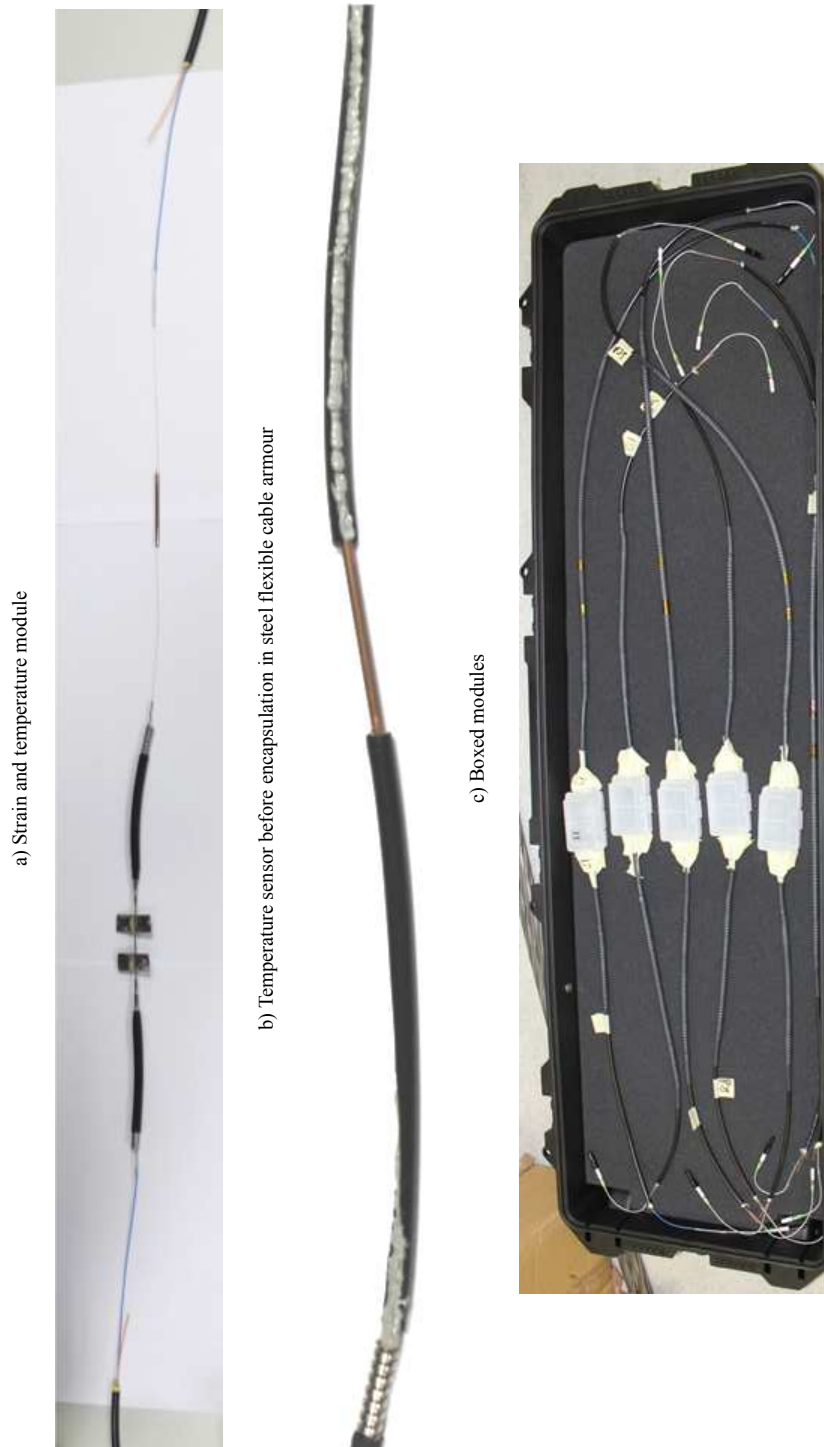 a) Strain and temperature module
b) Temperature sensor before encapsulation in steel flexible cable armour
c) Boxed modules